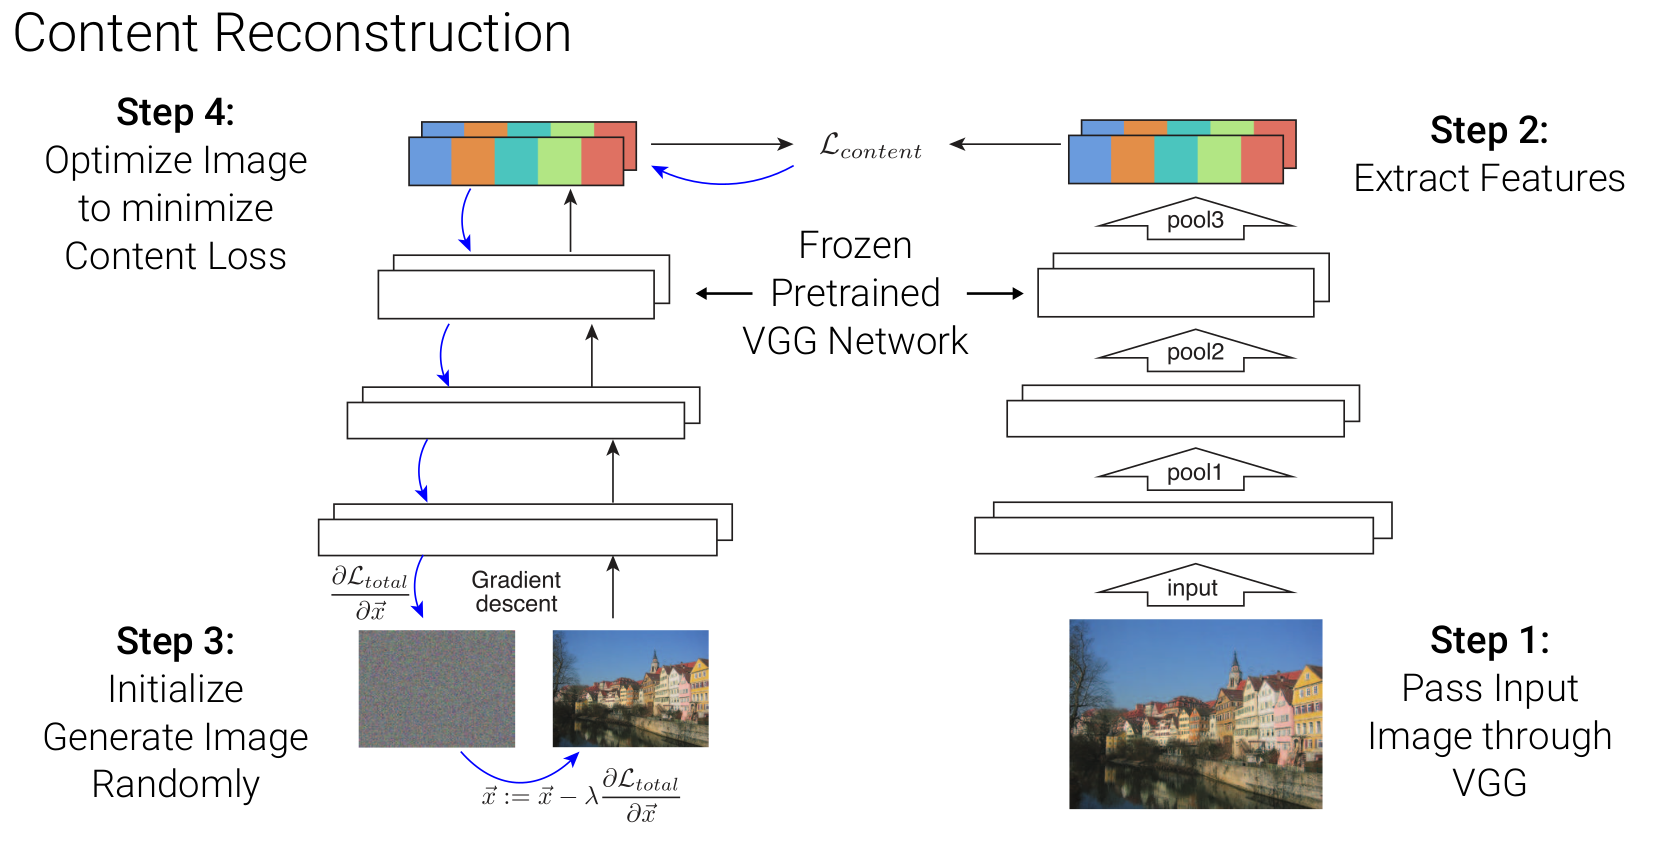 Content Reconstruction
Step 4:
Optimize Image
to minimize
Content Loss
$\mathcal{L}_{content}$
Step 2:
Extract Features
pool3
Frozen
Pretrained
VGG Network
pool2
pool1
$\frac{\partial \mathcal{L}_{total}}{\partial \vec{x}}$
Gradient
descent
input
Step 3:
Initialize
Generate Image
Randomly
$\vec{x} := \vec{x} - \lambda \frac{\partial \mathcal{L}_{total}}{\partial \vec{x}}$
Step 1:
Pass Input
Image through
VGG